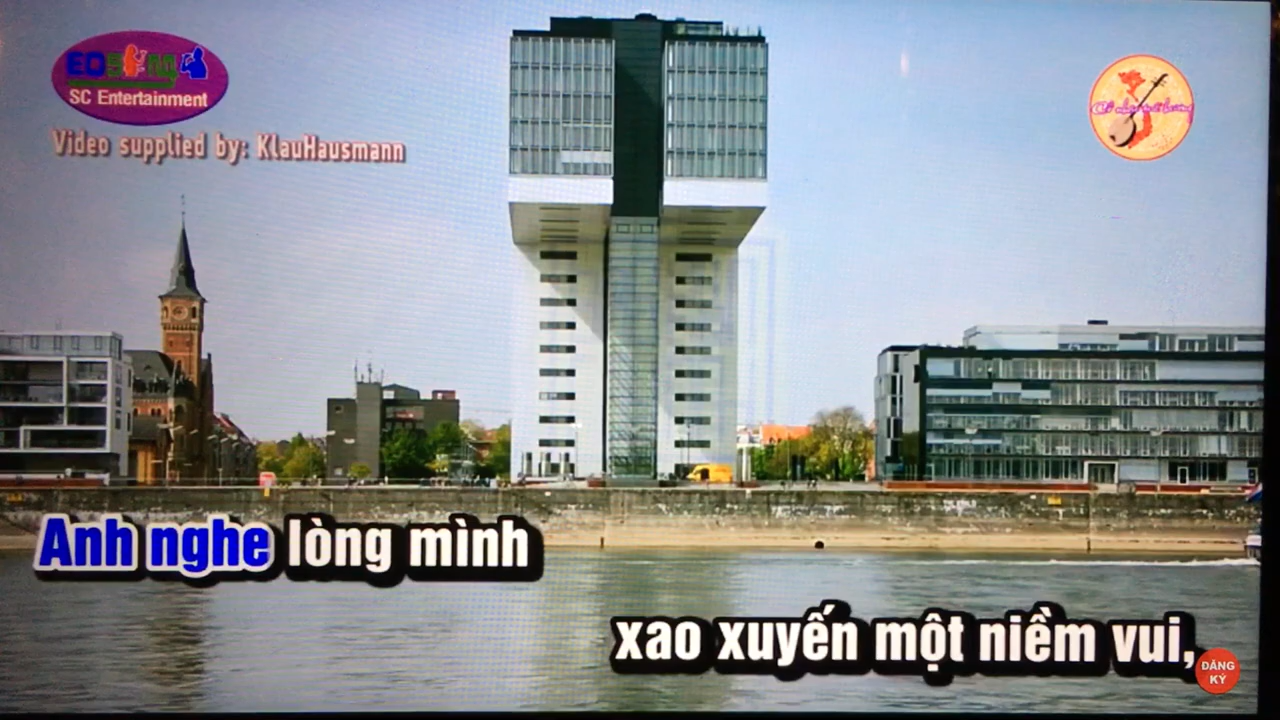 SC Entertainment
Video supplied by: KlauHausmann
Anh nghe lòng mình
xao xuyến một niềm vui,
ĐĂNG
KÝ